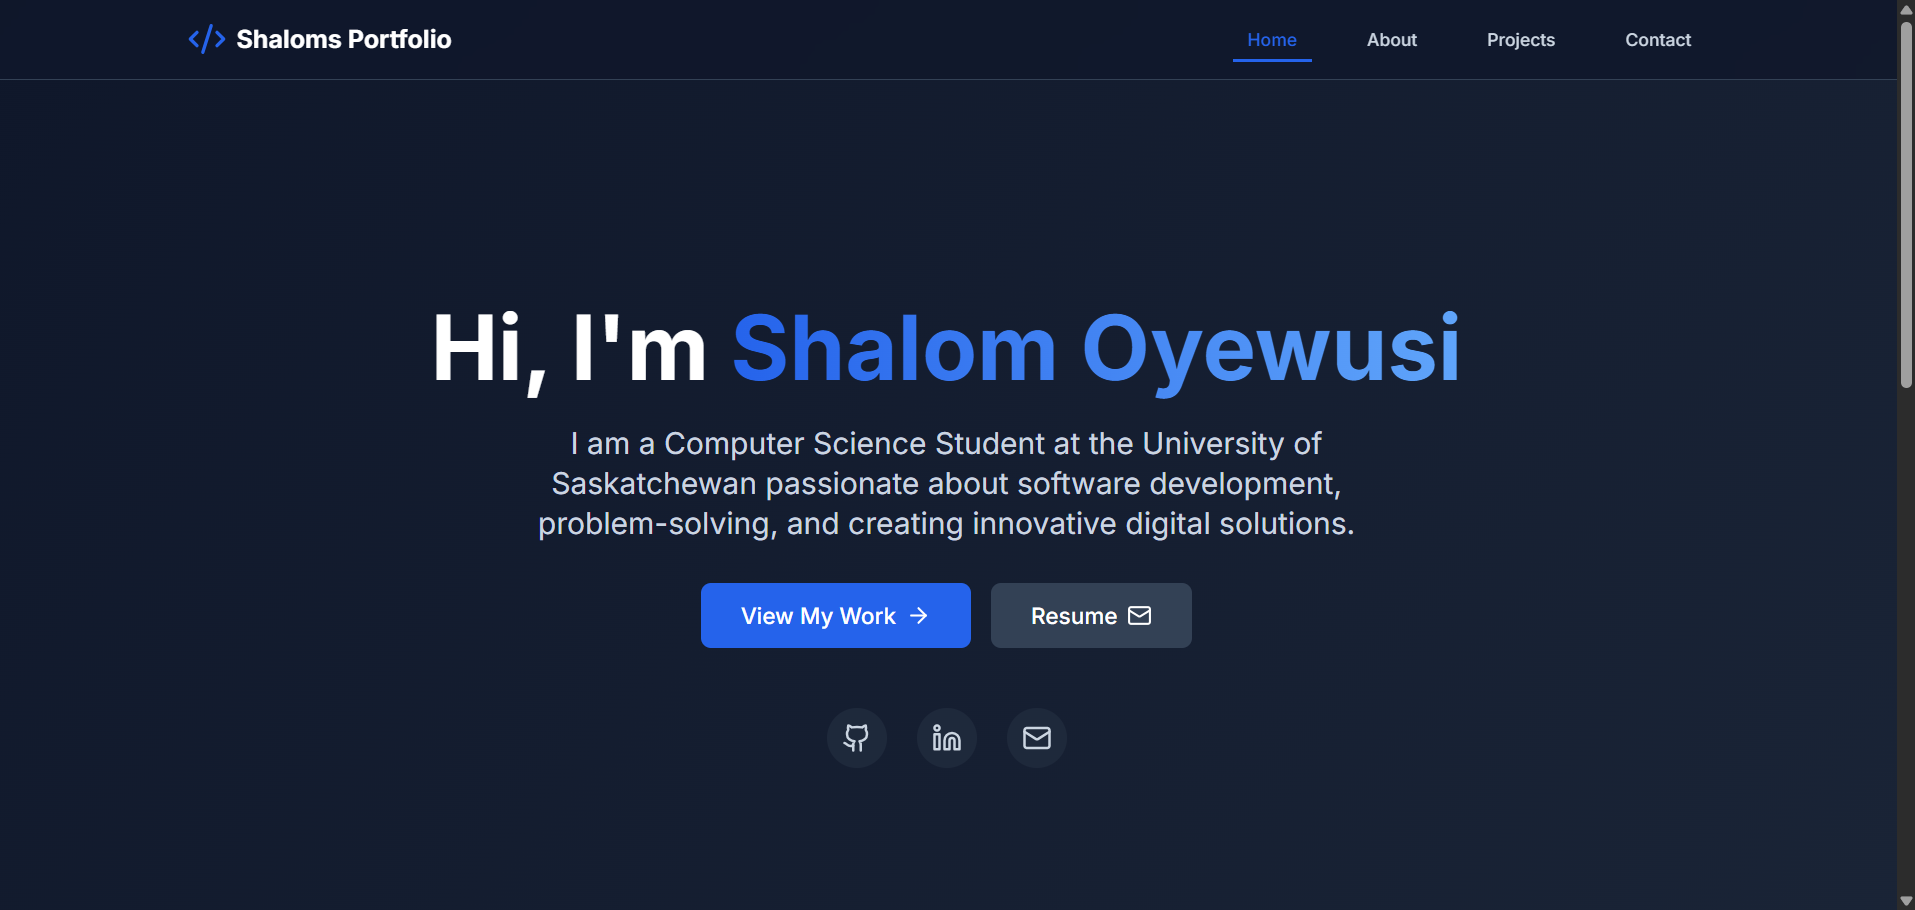 Shaloms Portfolio
Home
About
Projects
Contact
Hi, I'm Shalom Oyewusi
I am a Computer Science Student at the University of
Saskatchewan passionate about software development,
problem-solving, and creating innovative digital solutions.
View My Work
Resume